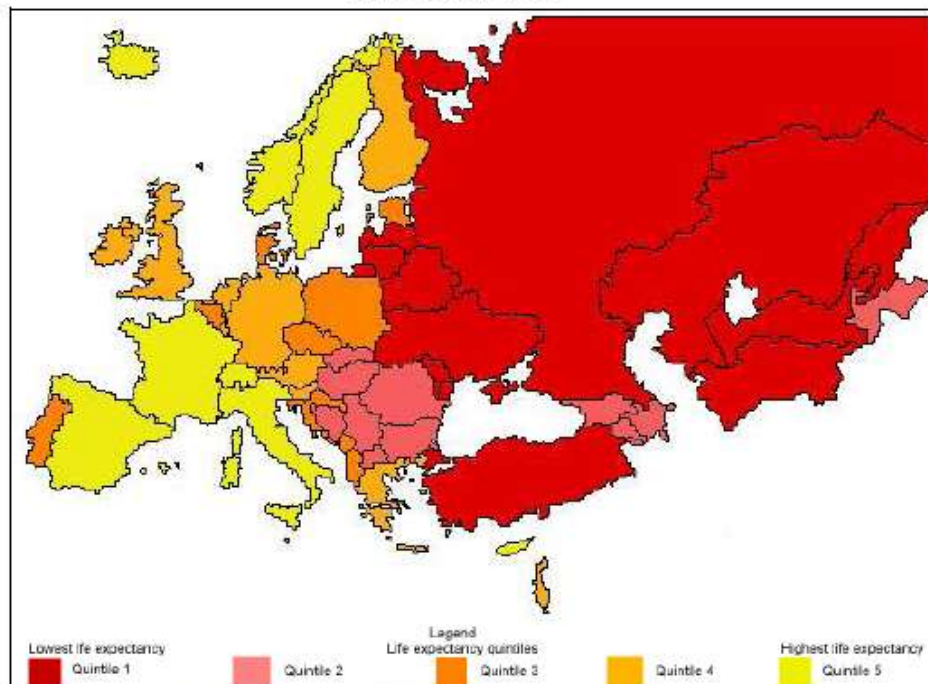 Legend
Lowest life expectancy Life expectancy quintiles Highest life expectancy
Quintile 1 Quintile 2 Quintile 3 Quintile 4 Quintile 5